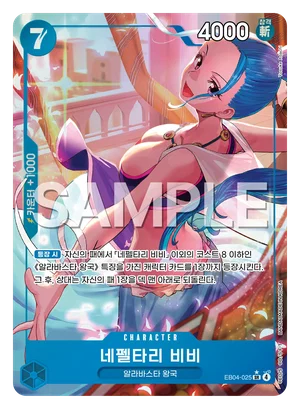 7
4000
참격
斬
카운터 +1000
SAMPLE
등장 시 자신의 패에서 「네펠타리 비비」 이외의 코스트 8 이하인
《알라바스타 왕국》 특징을 가진 캐릭터 카드를 1장까지 등장시킨다.
그 후, 상대는 자신의 패 1장을 덱 맨 아래로 되돌린다.
CHARACTER
네펠타리 비비
알라바스타 왕국
EB04-025 SR 4